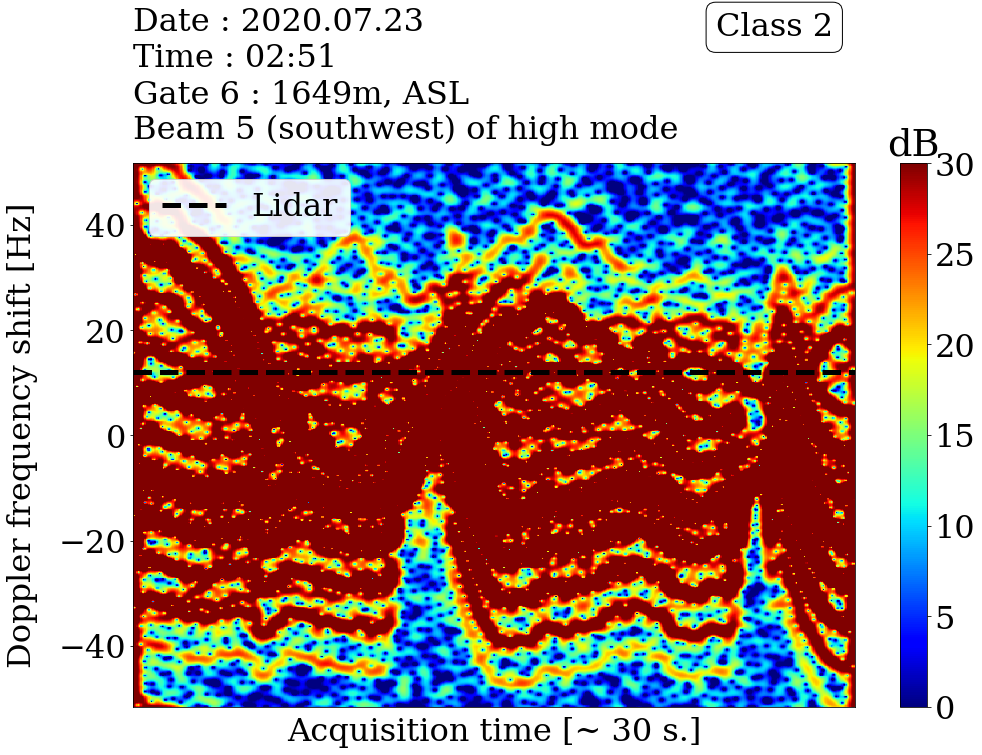 Date : 2020.07.23
Class 2
Time : 02:51
Gate 6 : 1649m, ASL
Beam 5 (southwest) of high mode
dB
Lidar
Doppler frequency shift [Hz]
40
20
0
−20
−40
30
25
20
15
10
5
0
Acquisition time [~ 30 s.]